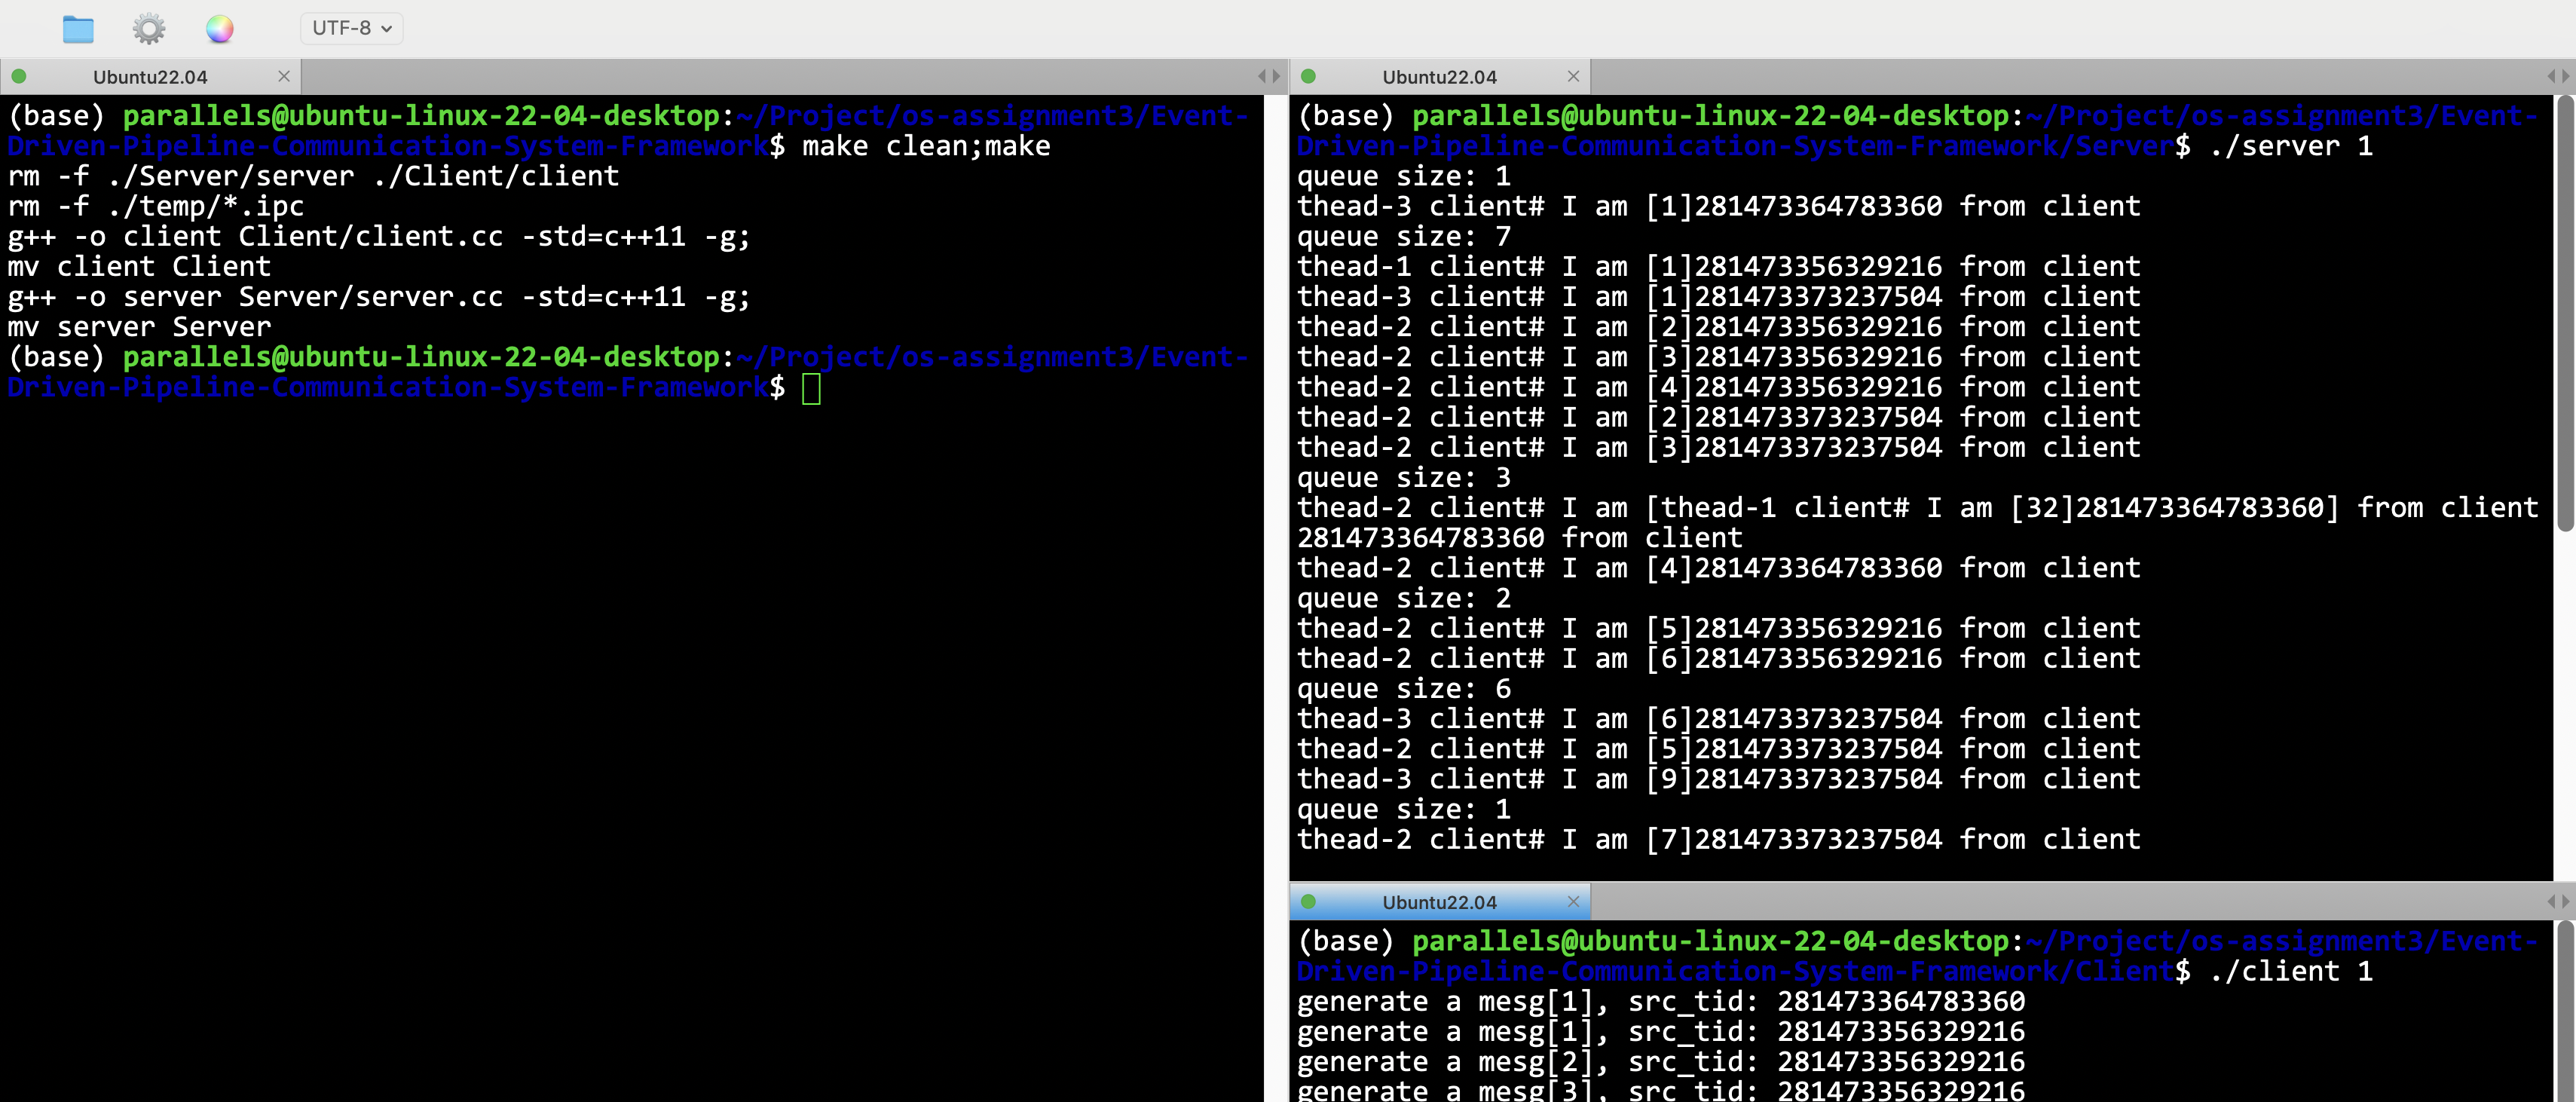 UTF-8
Ubuntu22.04
(base) parallels@ubuntu-linux-22-04-desktop:~/Project/os-assignment3/Event-
Driven-Pipeline-Communication-System-Framework$ make clean;make
rm -f ./Server/server ./Client/client
rm -f ./temp/*.ipc
g++ -o client Client/client.cc -std=c++11 -g;
mv client Client
g++ -o server Server/server.cc -std=c++11 -g;
mv server Server
(base) parallels@ubuntu-linux-22-04-desktop:~/Project/os-assignment3/Event-
Driven-Pipeline-Communication-System-Framework$
Ubuntu22.04
(base) parallels@ubuntu-linux-22-04-desktop:~/Project/os-assignment3/Event-
Driven-Pipeline-Communication-System-Framework/Server$ ./server 1
queue size: 1
thead-3 client# I am [1]281473364783360 from client
queue size: 7
thead-1 client# I am [1]281473356329216 from client
thead-3 client# I am [1]281473373237504 from client
thead-2 client# I am [2]281473356329216 from client
thead-2 client# I am [3]281473356329216 from client
thead-2 client# I am [4]281473356329216 from client
thead-2 client# I am [2]281473373237504 from client
thead-2 client# I am [3]281473373237504 from client
queue size: 3
thead-2 client# I am [thead-1 client# I am [32]281473364783360] from client
281473364783360 from client
thead-2 client# I am [4]281473364783360 from client
queue size: 2
thead-2 client# I am [5]281473356329216 from client
thead-2 client# I am [6]281473356329216 from client
queue size: 6
thead-3 client# I am [6]281473373237504 from client
thead-2 client# I am [5]281473373237504 from client
thead-3 client# I am [9]281473373237504 from client
queue size: 1
thead-2 client# I am [7]281473373237504 from client
Ubuntu22.04
(base) parallels@ubuntu-linux-22-04-desktop:~/Project/os-assignment3/Event-
Driven-Pipeline-Communication-System-Framework/Client$ ./client 1
generate a mesg[1], src_tid: 281473364783360
generate a mesg[1], src_tid: 281473356329216
generate a mesg[2], src_tid: 281473356329216
generate a mesg[3], src_tid: 281473356329216